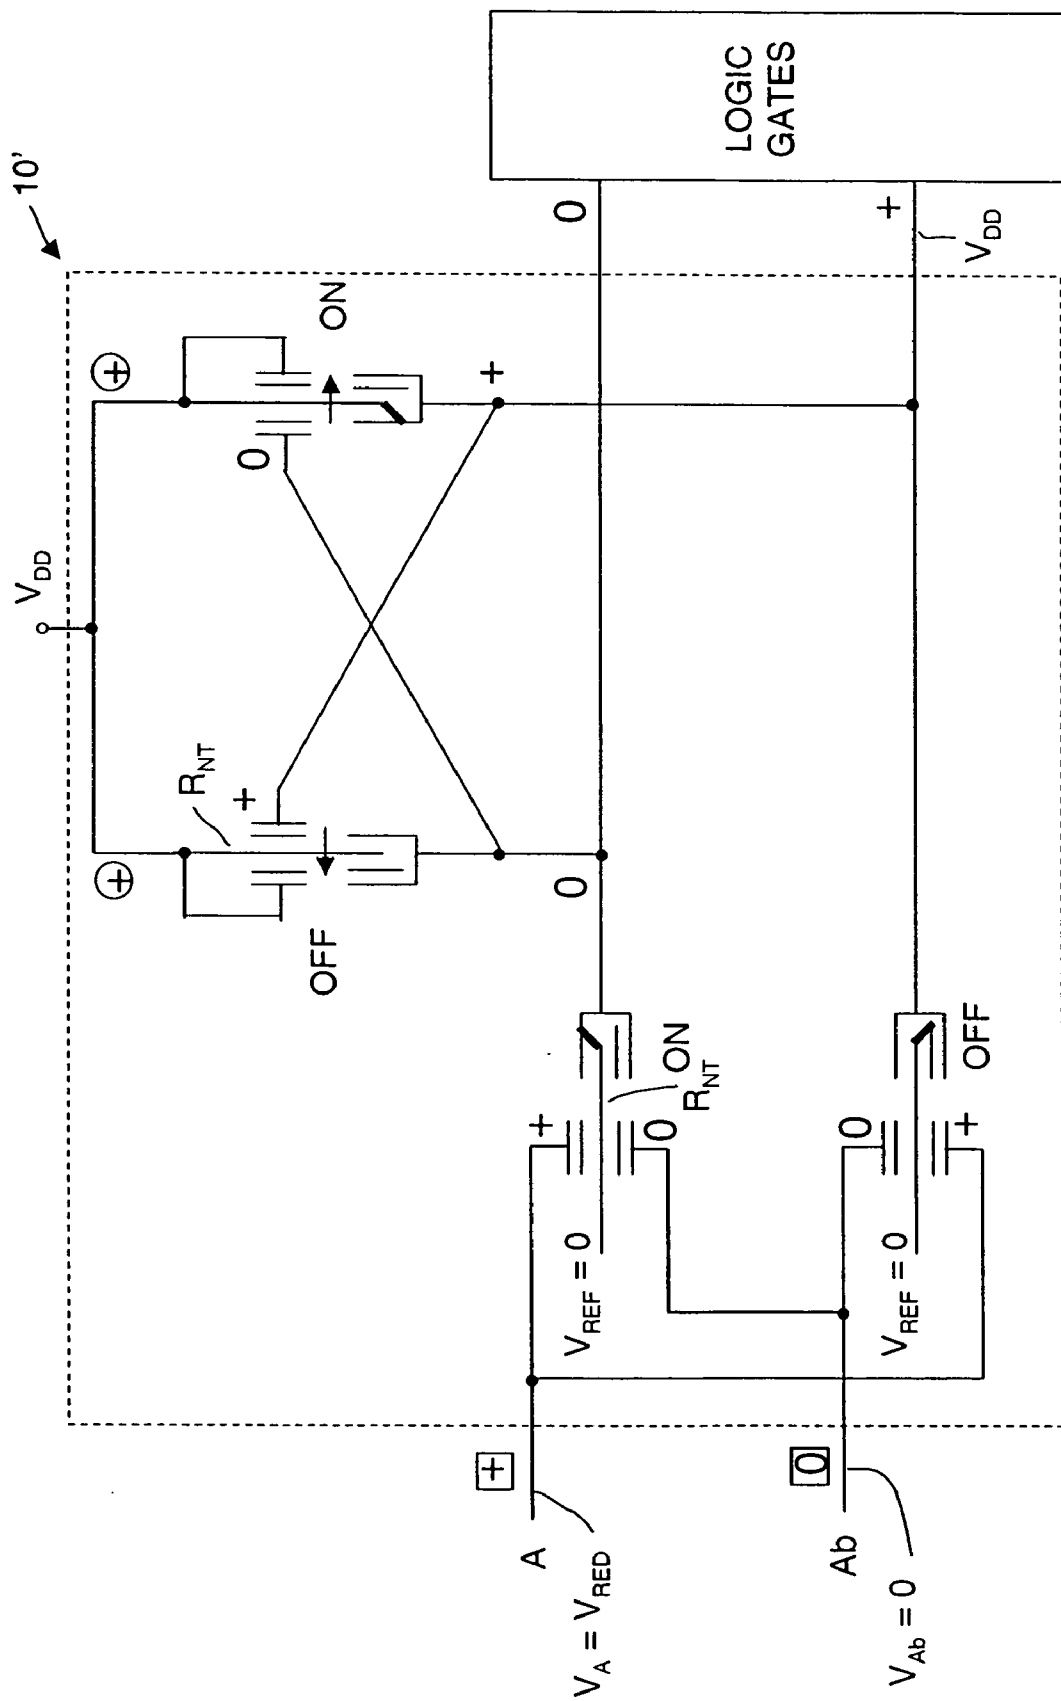 10'
V_DD
+
+
R_NT
+
0
OFF
ON
+
0
0
+
V_DD
LOGIC
GATES
+
0
V_REF = 0
ON
R_NT
0
+
V_REF = 0
OFF
+
A
V_A = V_RED
0
Ab
V_Ab = 0